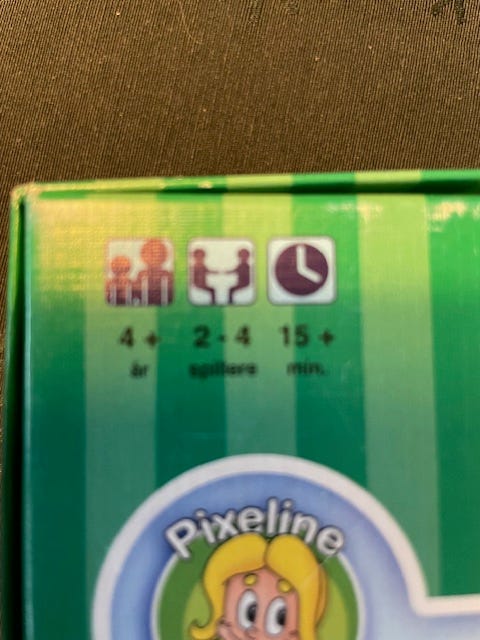 4+ 2-4 15+
år spillere min.
Pixeline